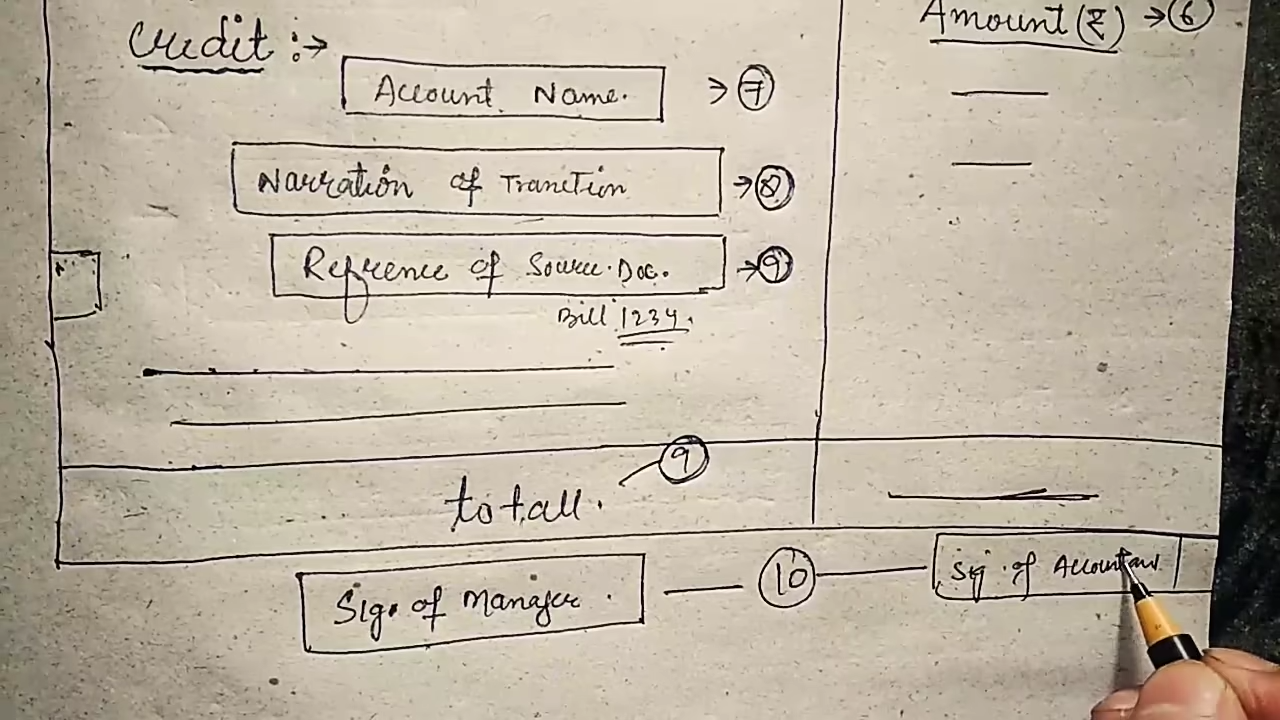 Amount (₹) → 6
Credit :→
Account Name. → 7
Narration of Tranction → 8
Refrence of Source. Doc. → 9
Bill 1234.
totall. 9
Sig. of Manager. 10 Sig. of Accountant